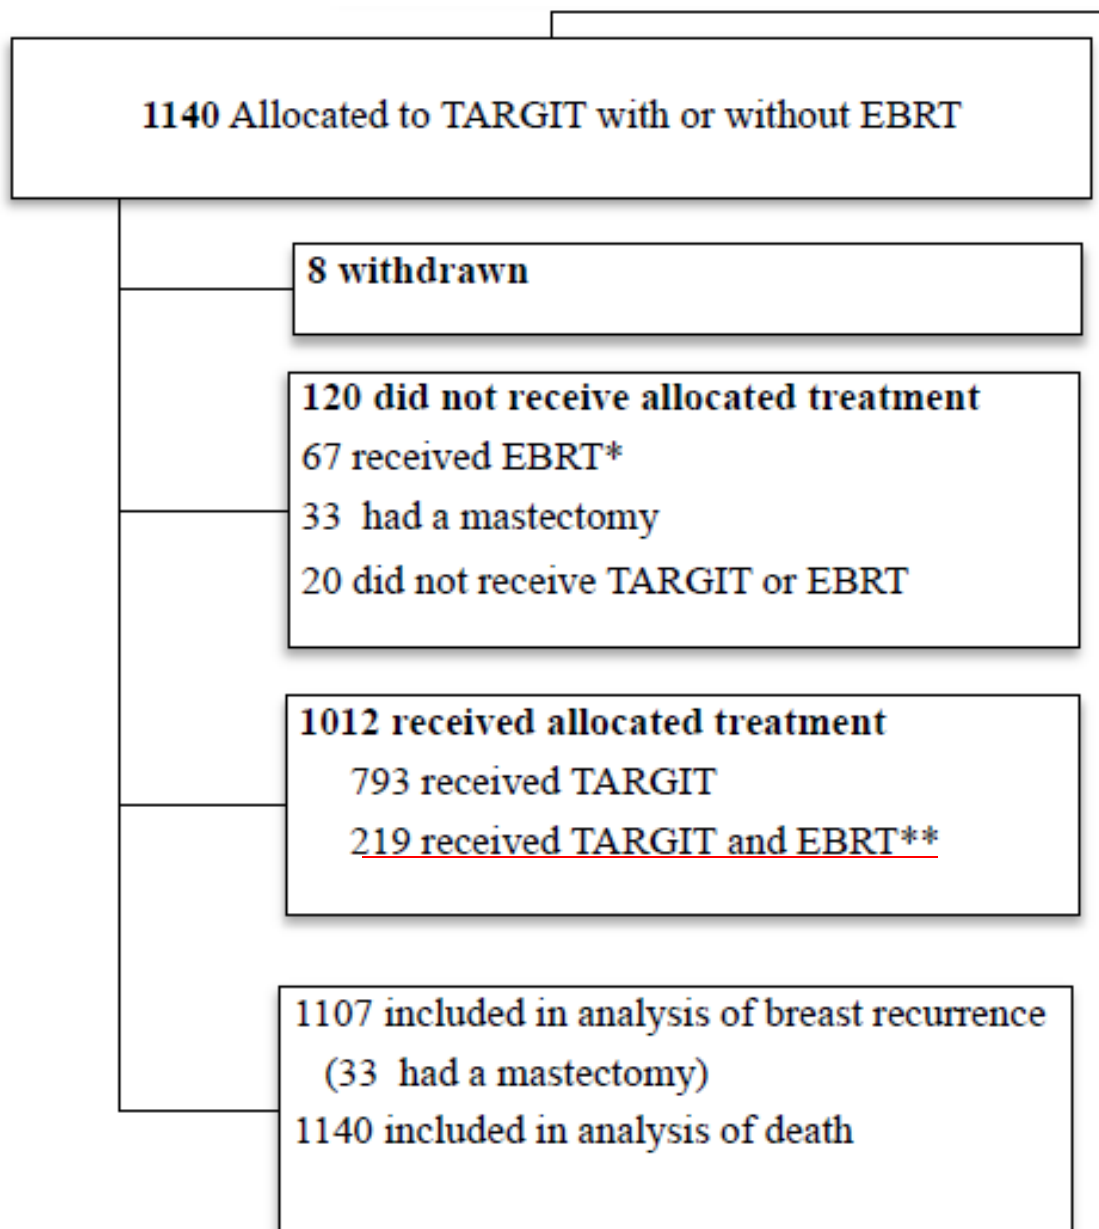 1140 Allocated to TARGIT with or without EBRT
8 withdrawn
120 did not receive allocated treatment
67 received EBRT*
33 had a mastectomy
20 did not receive TARGIT or EBRT
1012 received allocated treatment
793 received TARGIT
219 received TARGIT and EBRT**
1107 included in analysis of breast recurrence
(33 had a mastectomy)
1140 included in analysis of death